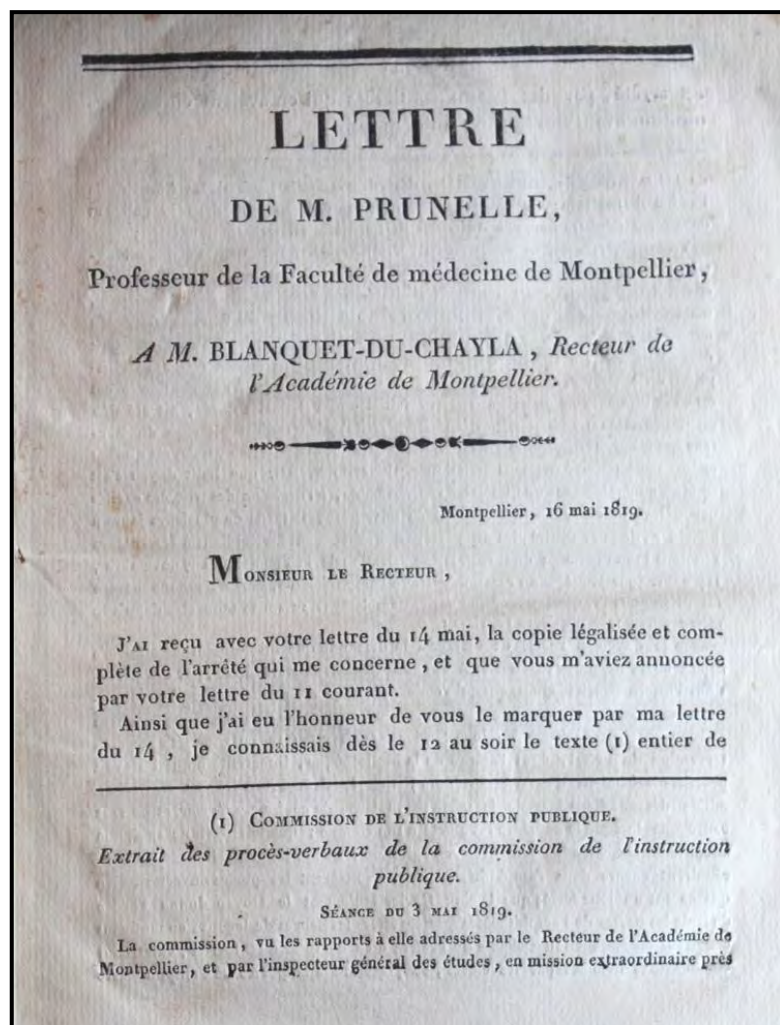 LETTRE
DE M. PRUNELLE,
Professeur de la Faculté de médecine de Montpellier,
A M. BLANQUET-DU-CHAYLA, Recteur de
l'Académie de Montpellier.
Montpellier, 16 mai 1819.
MONSIEUR LE RECTEUR,
J'AI reçu avec votre lettre du 14 mai, la copie légalisée et com-
plète de l'arrêté qui me concerne, et que vous m'aviez annoncée
par votre lettre du 11 courant.
Ainsi que j'ai eu l'honneur de vous le marquer par ma lettre
du 14, je connaissais dès le 12 au soir le texte (1) entier de
(1) COMMISSION DE L'INSTRUCTION PUBLIQUE.
Extrait des procès-verbaux de la commission de l'instruction
publique.
SÉANCE DU 3 MAI 1819.
La commission, vu les rapports à elle adressés par le Recteur de l'Académie de
Montpellier, et par l'inspecteur général des études, en mission extraordinaire près